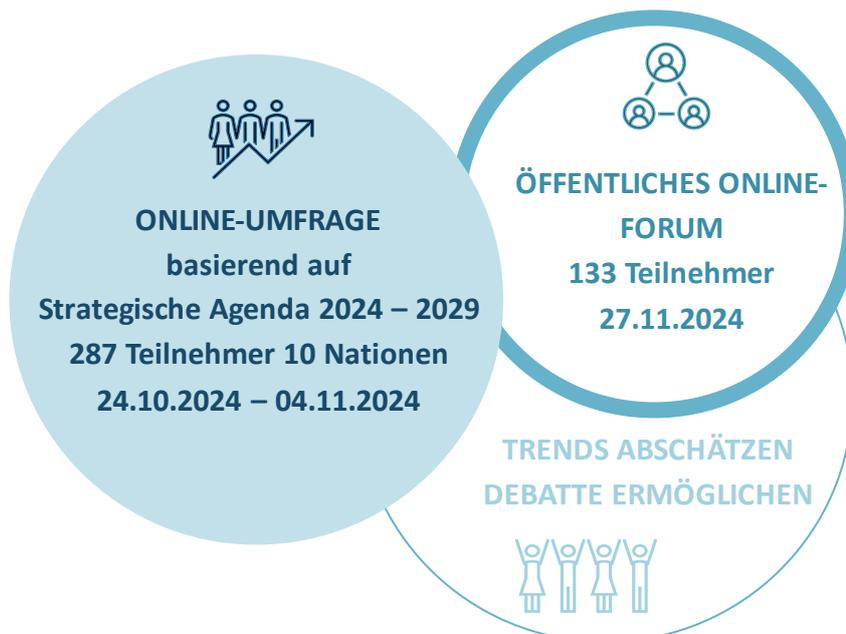 ONLINE-UMFRAGE
basierend auf
Strategische Agenda 2024 – 2029
287 Teilnehmer 10 Nationen
24.10.2024 – 04.11.2024
ÖFFENTLICHES ONLINE-
FORUM
133 Teilnehmer
27.11.2024
TRENDS ABSCHÄTZEN
DEBATTE ERMÖGLICHEN